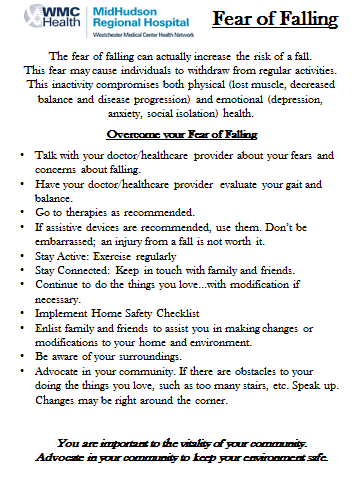 WMC
Health
MidHudson
Regional Hospital
Westchester Medical Center Health Network
Fear of Falling
The fear of falling can actually increase the risk of a fall.
This fear may cause individuals to withdraw from regular activities.
This inactivity compromises both physical (lost muscle, decreased
balance and disease progression) and emotional (depression,
anxiety, social isolation) health.
Overcome your Fear of Falling
• Talk with your doctor/healthcare provider about your fears and
concerns about falling.
• Have your doctor/healthcare provider evaluate your gait and
balance.
• Go to therapies as recommended.
• If assistive devices are recommended, use them. Don't be
embarrassed; an injury from a fall is not worth it.
• Stay Active: Exercise regularly
• Stay Connected: Keep in touch with family and friends.
• Continue to do the things you love...with modification if
necessary.
• Implement Home Safety Checklist
• Enlist family and friends to assist you in making changes or
modifications to your home and environment.
• Be aware of your surroundings.
• Advocate in your community. If there are obstacles to your
doing the things you love, such as too many stairs, etc. Speak up.
Changes may be right around the corner.
You are important to the vitality of your community.
Advocate in your community to keep your environment safe.